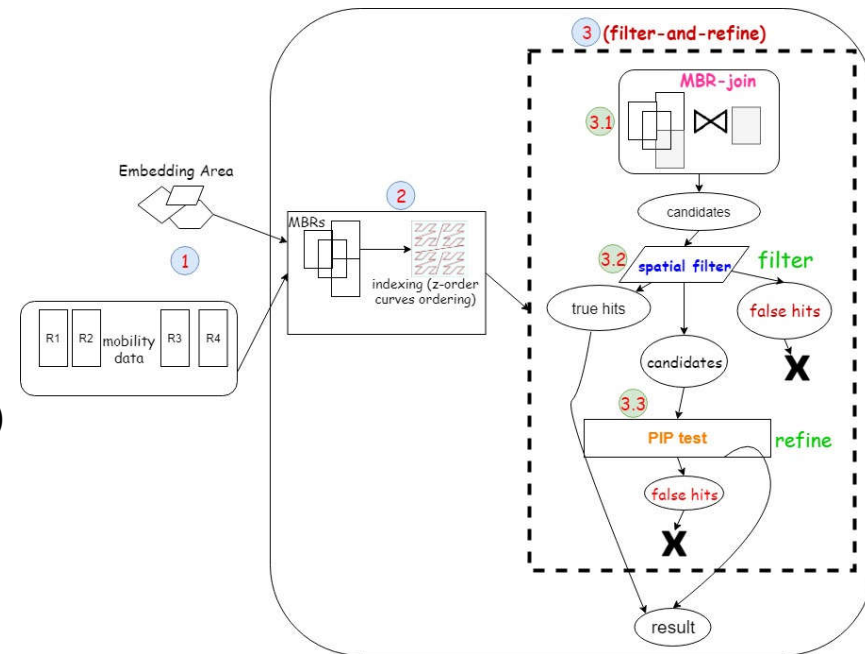 3 (filter-and-refine)
MBR-join
3.1
Embedding Area
1
R1
R2
mobility
data
R3
R4
2
MBRs
indexing (z-order
curves ordering)
candidates
3.2
spatial filter
filter
true hits
false hits
X
candidates
3.3
PIP test
refine
false hits
X
result
)